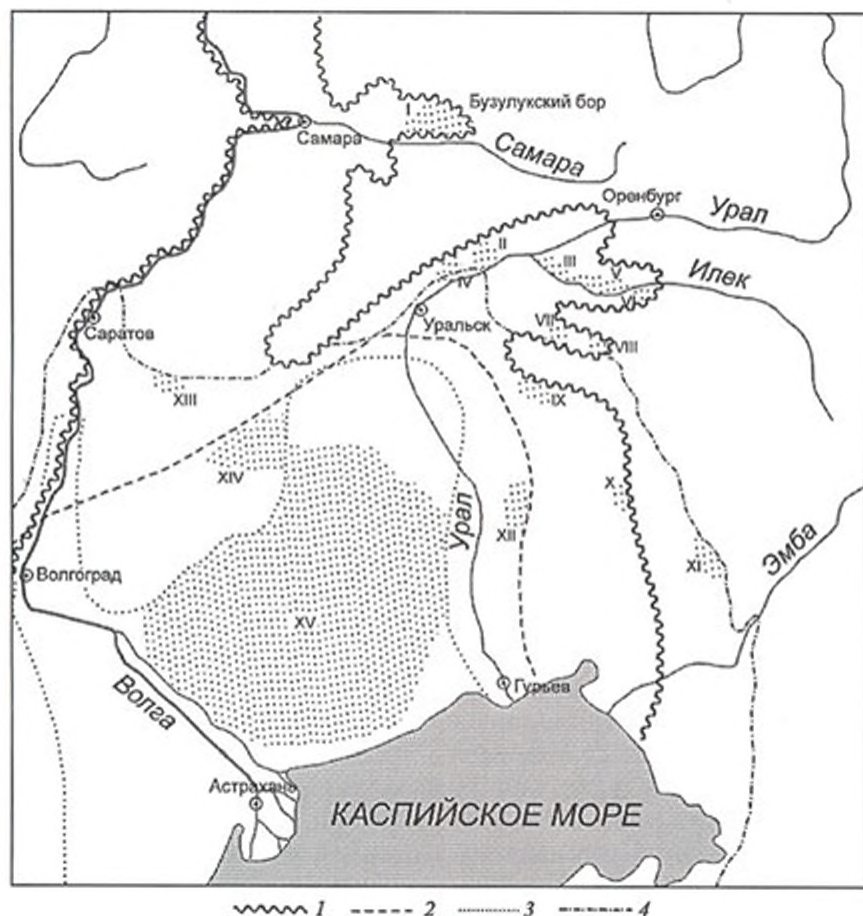 I
Бузулукский бор
Самара
Самара
Оренбург
Урал
II
III
IV
V
VI
Илек
Уральск
VII
VIII
Саратов
XIII
IX
XIV
X
XII
Урал
XI
Эмба
Волгоград
XV
Волга
Гурьев
Астрахань
КАСПИЙСКОЕ МОРЕ
1 2 3 4